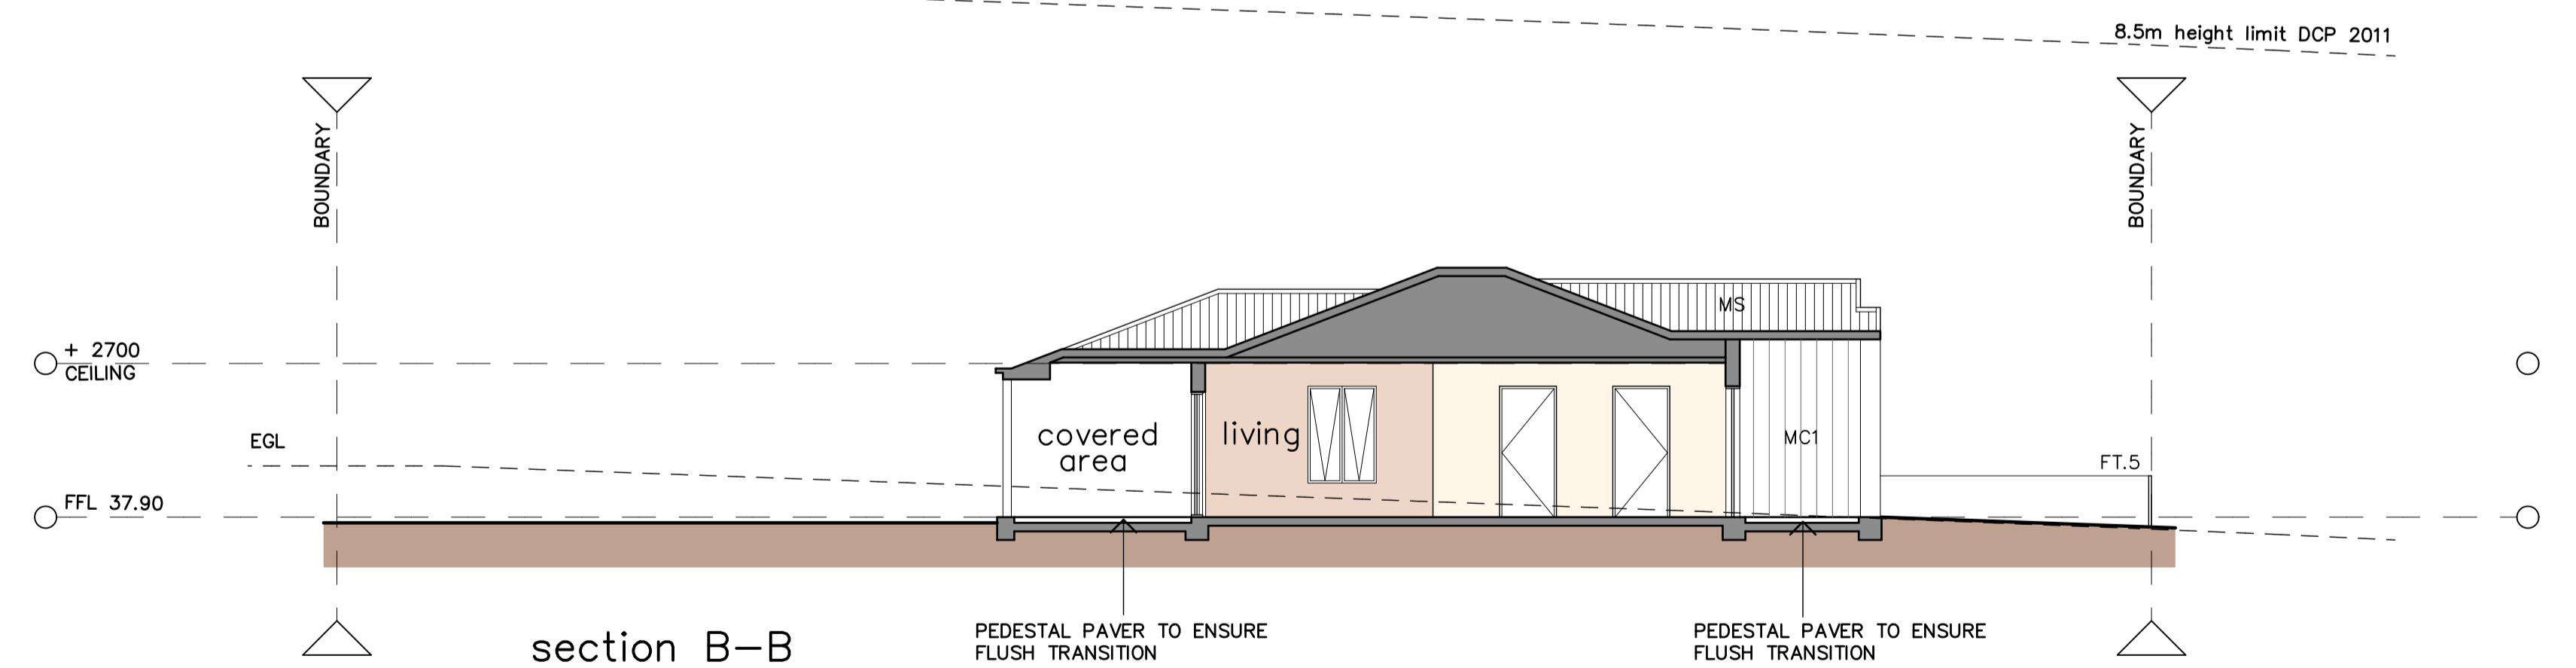 8.5m height limit DCP 2011
BOUNDARY
BOUNDARY
MS
+ 2700
CEILING
EGL
covered
area
living
MC1
FT.5
FFL 37.90
PEDESTAL PAVER TO ENSURE
FLUSH TRANSITION
PEDESTAL PAVER TO ENSURE
FLUSH TRANSITION
section B-B